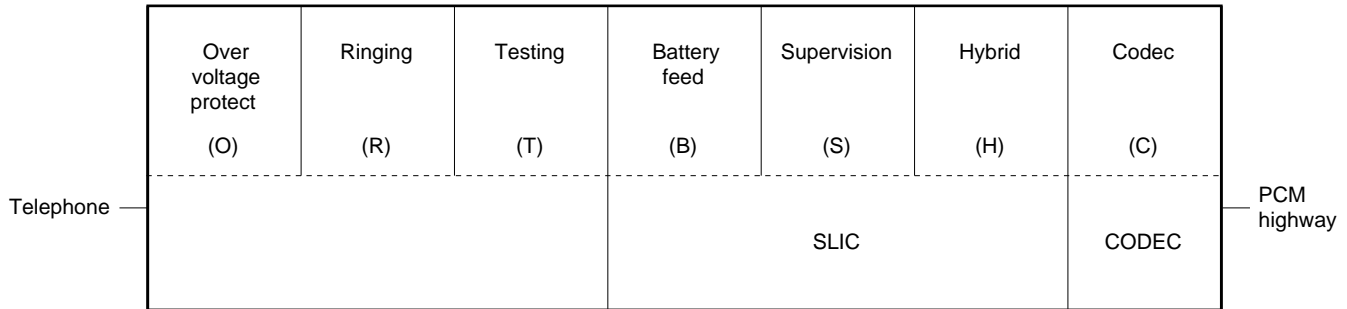 Over
voltage
protect
(O)
Ringing
(R)
Testing
(T)
Battery
feed
(B)
Supervision
(S)
Hybrid
(H)
Codec
(C)
Telephone
SLIC
CODEC
PCM
highway